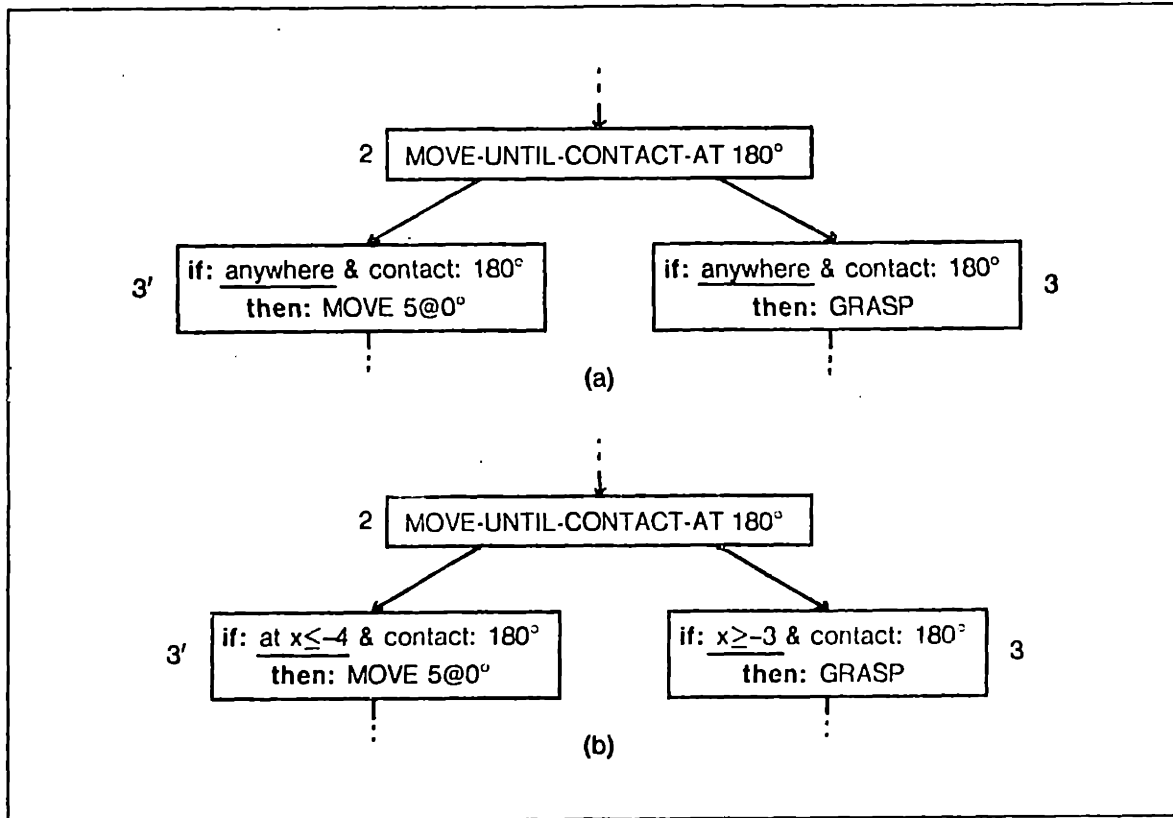 2 MOVE-UNTIL-CONTACT-AT 180°
3′ if: anywhere & contact: 180°
then: MOVE 5@0°
if: anywhere & contact: 180° 3
then: GRASP
(a)
2 MOVE-UNTIL-CONTACT-AT 180°
3′ if: at x≤–4 & contact: 180°
then: MOVE 5@0°
if: x≥–3 & contact: 180° 3
then: GRASP
(b)